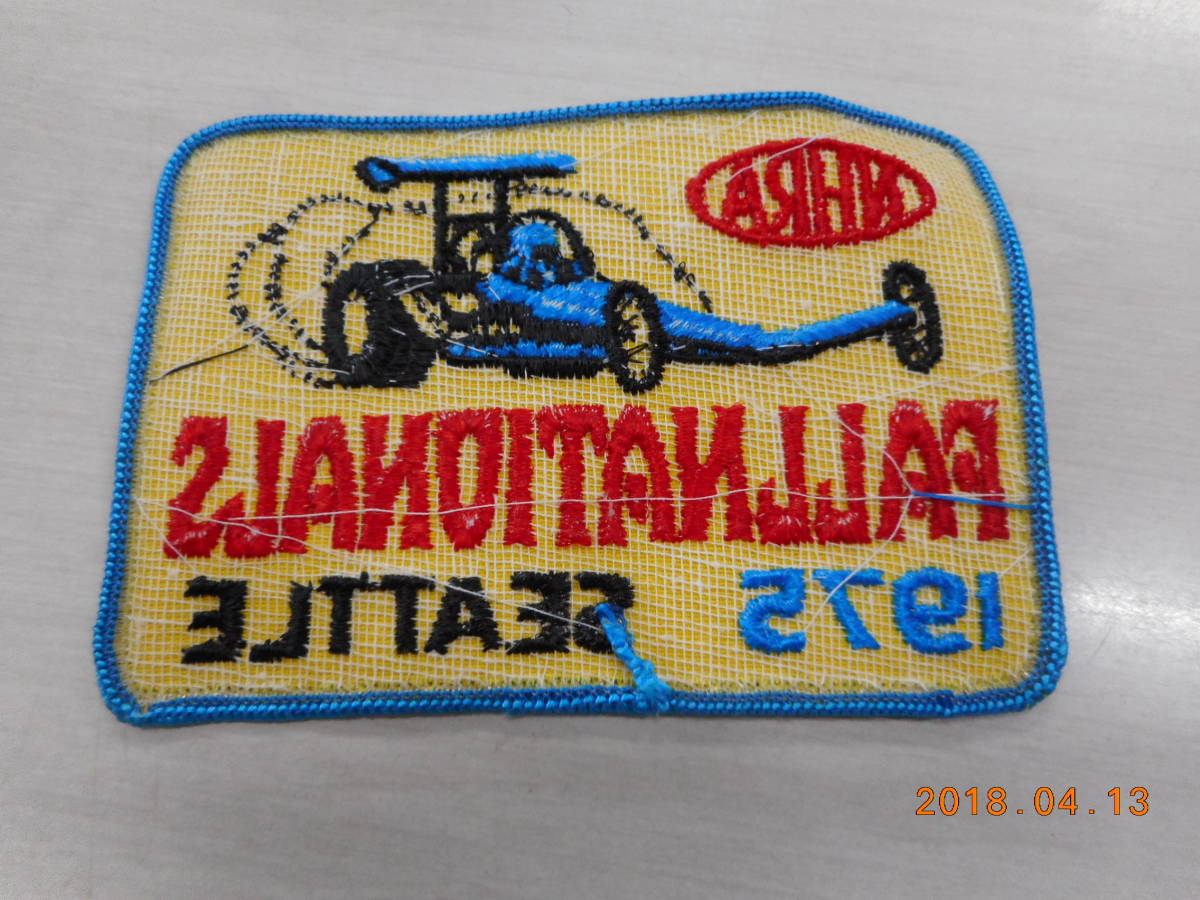 NHRA
FALLNATIONALS
1975 SEATTLE
2018.04.13